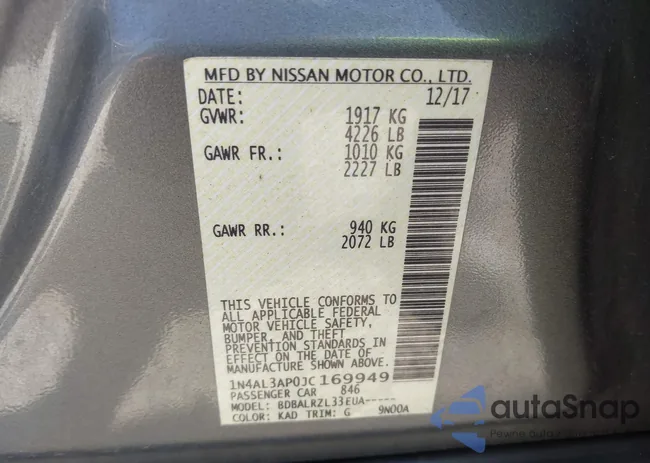 MFD BY NISSAN MOTOR CO., LTD.
DATE: 12/17
GVWR: 1917 KG
4226 LB
GAWR FR.: 1010 KG
2227 LB
GAWR RR.: 940 KG
2072 LB
THIS VEHICLE CONFORMS TO
ALL APPLICABLE FEDERAL
MOTOR VEHICLE SAFETY,
BUMPER, AND THEFT
PREVENTION STANDARDS IN
EFFECT ON THE DATE OF
MANUFACTURE SHOWN ABOVE.
1N4AL3AP0JC169949
PASSENGER CAR 846
MODEL: BDBALRZL33EUA-----
COLOR: KAD TRIM: G 9N00A
autoSnap